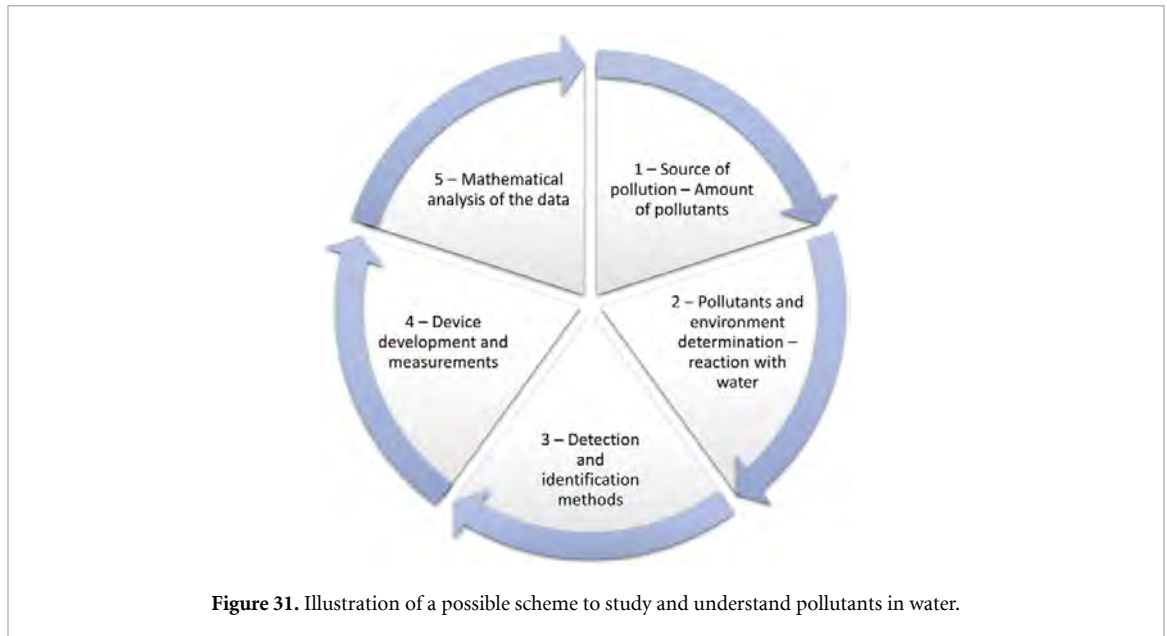 1 – Source of
pollution – Amount
of pollutants
2 – Pollutants and
environment
determination –
reaction with
water
3 – Detection
and
identification
methods
4 – Device
development and
measurements
5 – Mathematical
analysis of the data
Figure 31. Illustration of a possible scheme to study and understand pollutants in water.